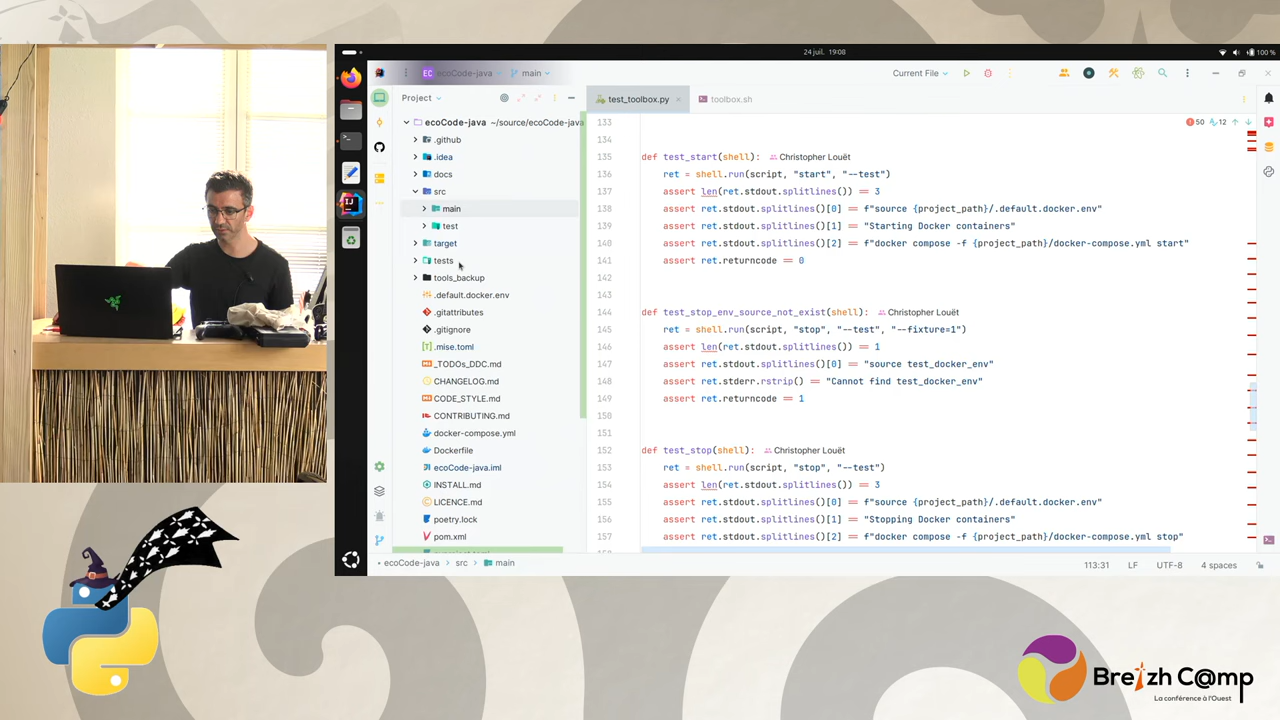 24 juil. 19:08
100 %
EC ecoCode-java main Current File
Project
test_toolbox.py toolbox.sh
ecoCode-java ~/source/ecoCode-java
.github
.idea
docs
src
main
test
target
tests
tools_backup
.default.docker.env
.gitattributes
.gitignore
.mise.toml
_TODOs_DDC.md
CHANGELOG.md
CODE_STYLE.md
CONTRIBUTING.md
docker-compose.yml
Dockerfile
ecoCode-java.iml
INSTALL.md
LICENCE.md
poetry.lock
pom.xml
50 12
133
134
135 def test_start(shell): Christopher Louët
136 ret = shell.run(script, "start", "--test")
137 assert len(ret.stdout.splitlines()) == 3
138 assert ret.stdout.splitlines()[0] == f"source {project_path}/.default.docker.env"
139 assert ret.stdout.splitlines()[1] == "Starting Docker containers"
140 assert ret.stdout.splitlines()[2] == f"docker compose -f {project_path}/docker-compose.yml start"
141 assert ret.returncode == 0
142
143
144 def test_stop_env_source_not_exist(shell): Christopher Louët
145 ret = shell.run(script, "stop", "--test", "--fixture=1")
146 assert len(ret.stdout.splitlines()) == 1
147 assert ret.stdout.splitlines()[0] == "source test_docker_env"
148 assert ret.stderr.rstrip() == "Cannot find test_docker_env"
149 assert ret.returncode == 1
150
151
152 def test_stop(shell): Christopher Louët
153 ret = shell.run(script, "stop", "--test")
154 assert len(ret.stdout.splitlines()) == 3
155 assert ret.stdout.splitlines()[0] == f"source {project_path}/.default.docker.env"
156 assert ret.stdout.splitlines()[1] == "Stopping Docker containers"
157 assert ret.stdout.splitlines()[2] == f"docker compose -f {project_path}/docker-compose.yml stop"
ecoCode-java > src > main
113:31 LF UTF-8 4 spaces
Breizh C@mp
La conférence à l'Ouest